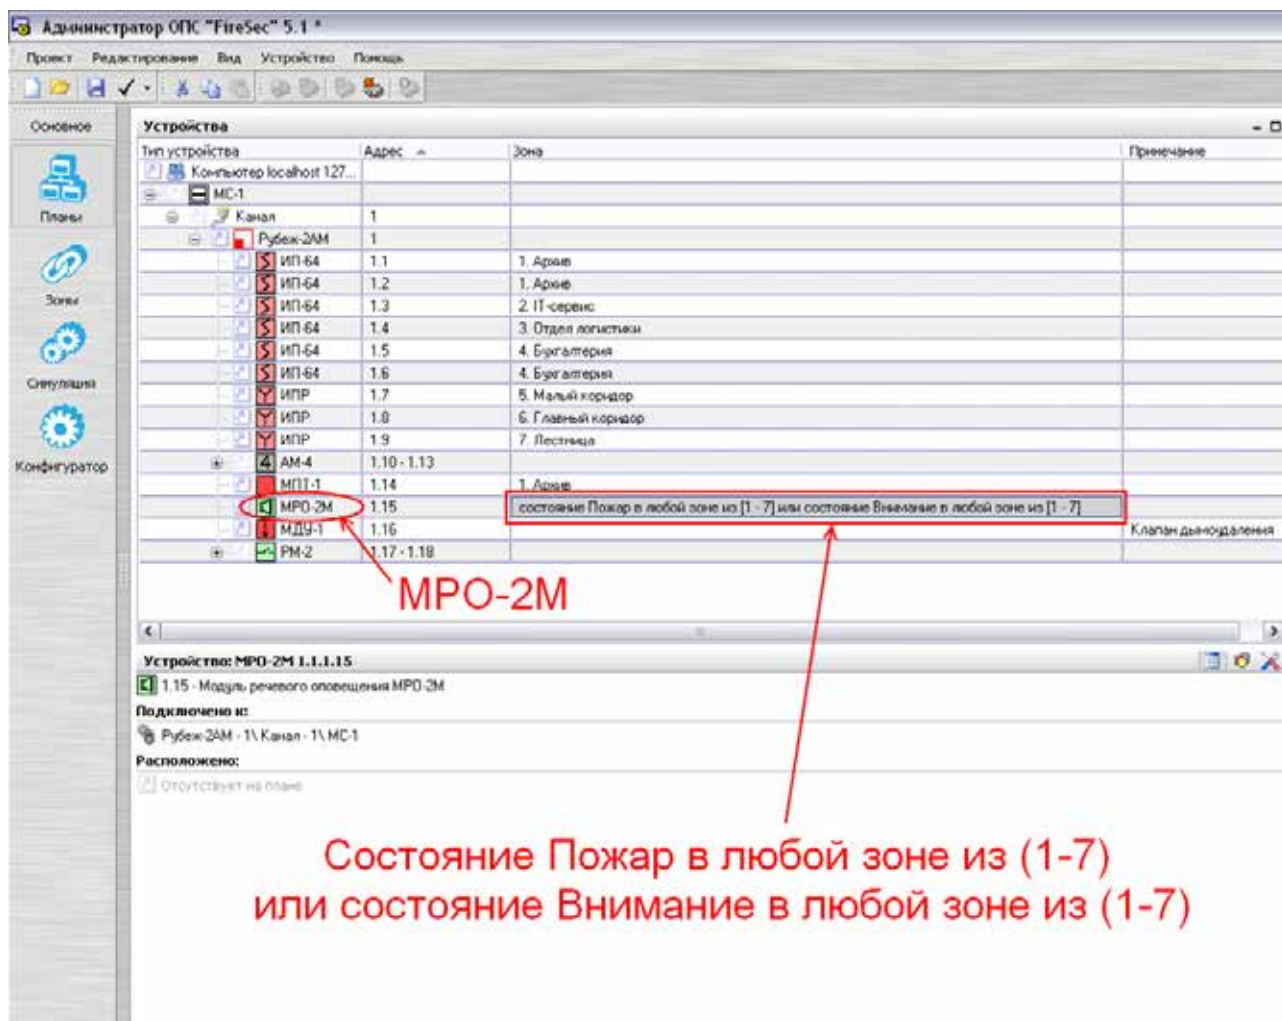 Администратор ОПС "FireSec" 5.1 *
Проект Редактирование Вид Устройство Помощь
Основное
Планы
Зоны
Симуляция
Конфигуратор
Устройства
Тип устройства Адрес Зона Примечание
Компьютер localhost 127...
МС-1
Канал 1
Рубеж-2АМ 1
ИП-64 1.1 1. Архив
ИП-64 1.2 1. Архив
ИП-64 1.3 2. IT-сервис
ИП-64 1.4 3. Отдел логистики
ИП-64 1.5 4. Бухгалтерия
ИП-64 1.6 4. Бухгалтерия
ИПР 1.7 5. Малый коридор
ИПР 1.8 6. Главный коридор
ИПР 1.9 7. Лестница
АМ-4 1.10 - 1.13
МПТ-1 1.14 1. Архив
МРО-2М 1.15 состояние Пожар в любой зоне из [1 - 7] или состояние Внимание в любой зоне из [1 - 7]
МДУ-1 1.16 Клапан дымоудаления
РМ-2 1.17 - 1.18
МРО-2М
Устройство: МРО-2М 1.1.1.15
1.15 - Модуль речевого оповещения МРО-2М
Подключено к:
Рубеж-2АМ - 1\ Канал - 1\ МС-1
Расположено:
Отсутствует на плане
Состояние Пожар в любой зоне из (1-7)
или состояние Внимание в любой зоне из (1-7)